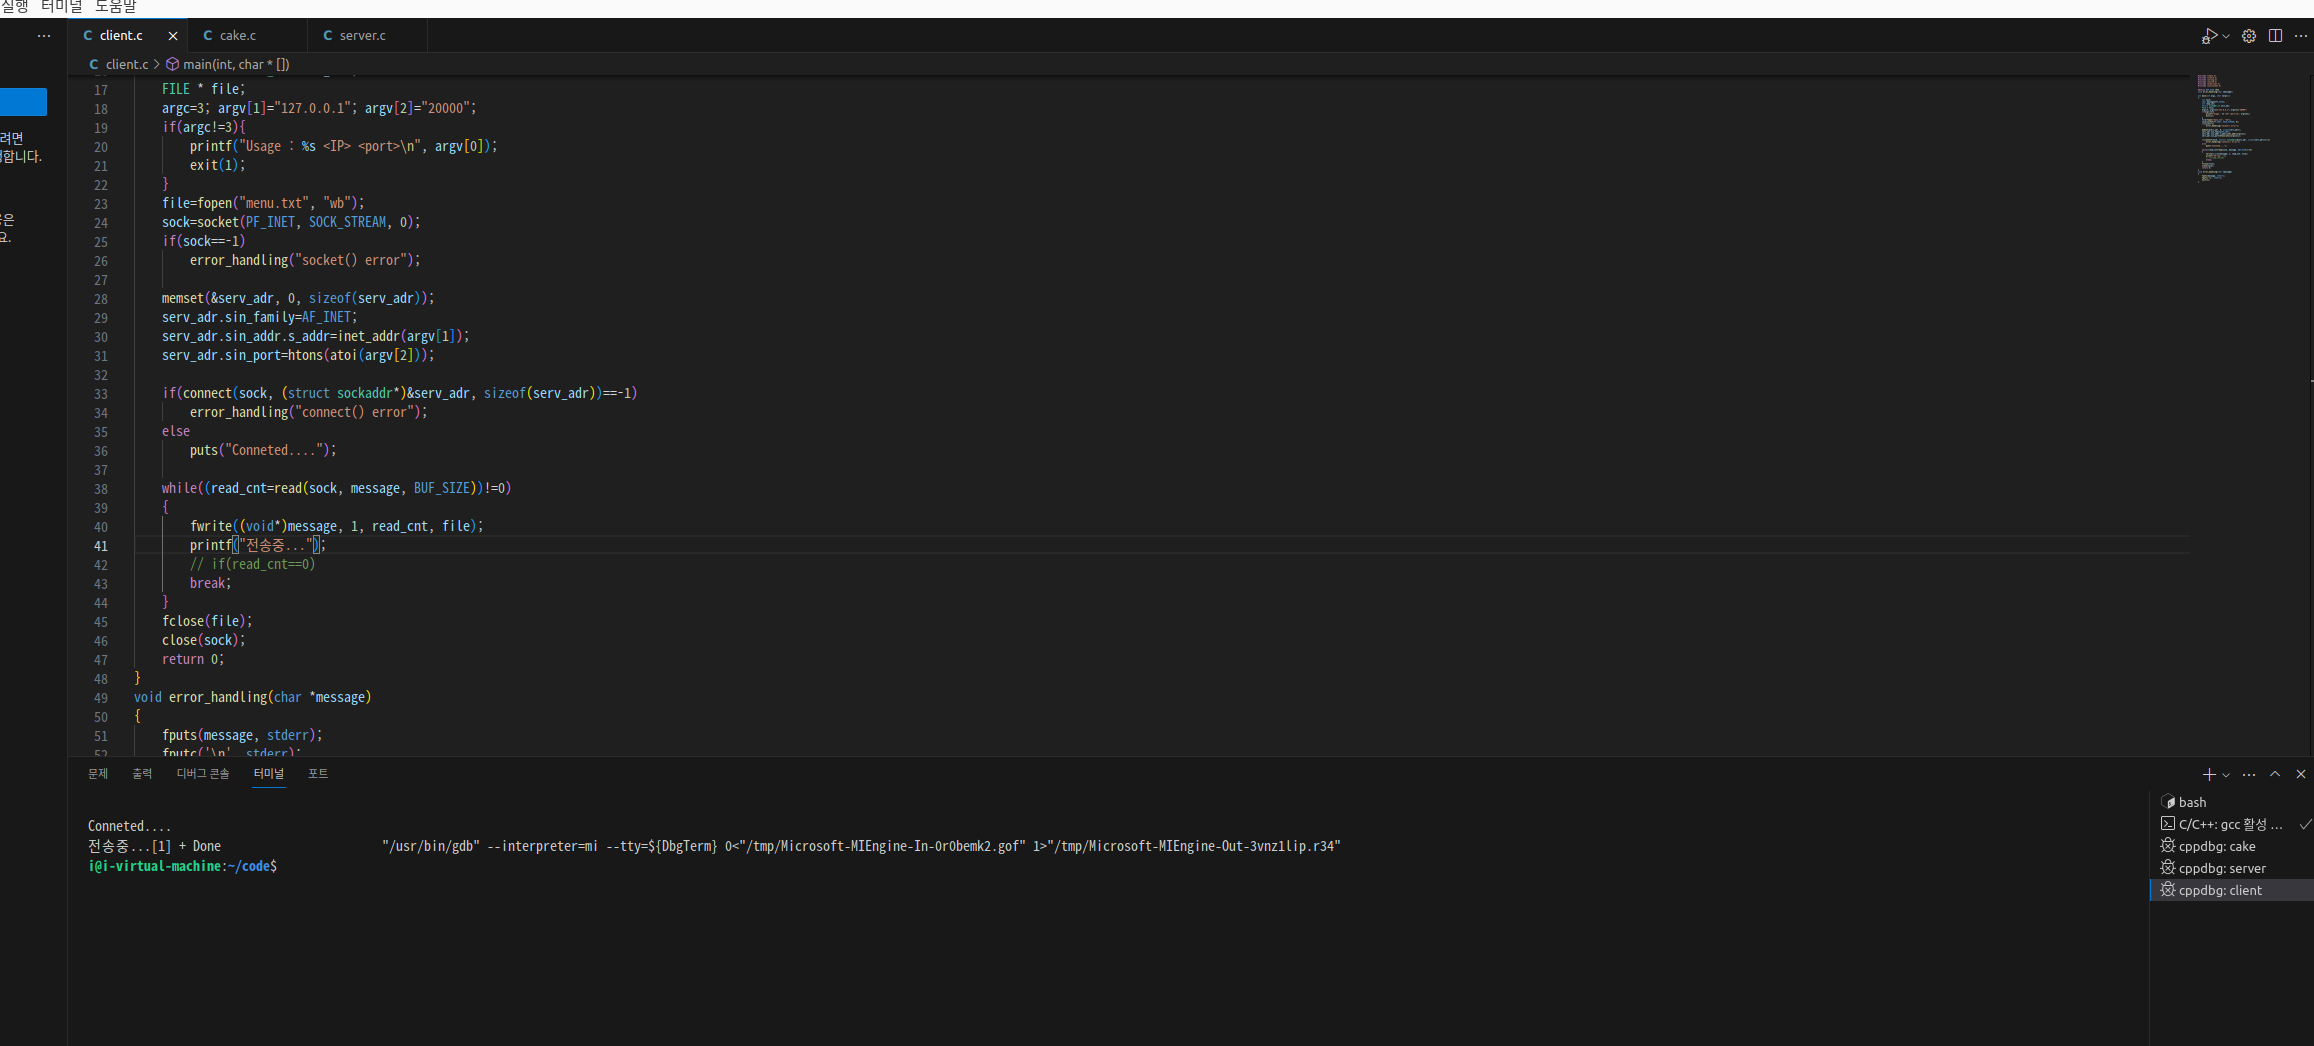 실행 터미널 도움말
··· C client.c × C cake.c C server.c ···
C client.c > main(int, char * [])
려면
행합니다.
요.
17 FILE * file;
18 argc=3; argv[1]="127.0.0.1"; argv[2]="20000";
19 if(argc!=3){
20 printf("Usage : %s <IP> <port>\n", argv[0]);
21 exit(1);
22 }
23 file=fopen("menu.txt", "wb");
24 sock=socket(PF_INET, SOCK_STREAM, 0);
25 if(sock==-1)
26 error_handling("socket() error");
27
28 memset(&serv_adr, 0, sizeof(serv_adr));
29 serv_adr.sin_family=AF_INET;
30 serv_adr.sin_addr.s_addr=inet_addr(argv[1]);
31 serv_adr.sin_port=htons(atoi(argv[2]));
32
33 if(connect(sock, (struct sockaddr*)&serv_adr, sizeof(serv_adr))==-1)
34 error_handling("connect() error");
35 else
36 puts("Conneted....");
37
38 while((read_cnt=read(sock, message, BUF_SIZE))!=0)
39 {
40 fwrite((void*)message, 1, read_cnt, file);
41 printf("전송중...");
42 // if(read_cnt==0)
43 break;
44 }
45 fclose(file);
46 close(sock);
47 return 0;
48 }
49 void error_handling(char *message)
50 {
51 fputs(message, stderr);
52 fputc('\n', stderr);
문제 출력 디버그 콘솔 터미널 포트
Conneted....
전송중...[1] + Done "/usr/bin/gdb" --interpreter=mi --tty=${DbgTerm} 0<"/tmp/Microsoft-MIEngine-In-0r0bemk2.gof" 1>"/tmp/Microsoft-MIEngine-Out-3vnz1lip.r34"
i@i-virtual-machine:~/code$
bash
C/C++: gcc 활성 ...
cppdbg: cake
cppdbg: server
cppdbg: client